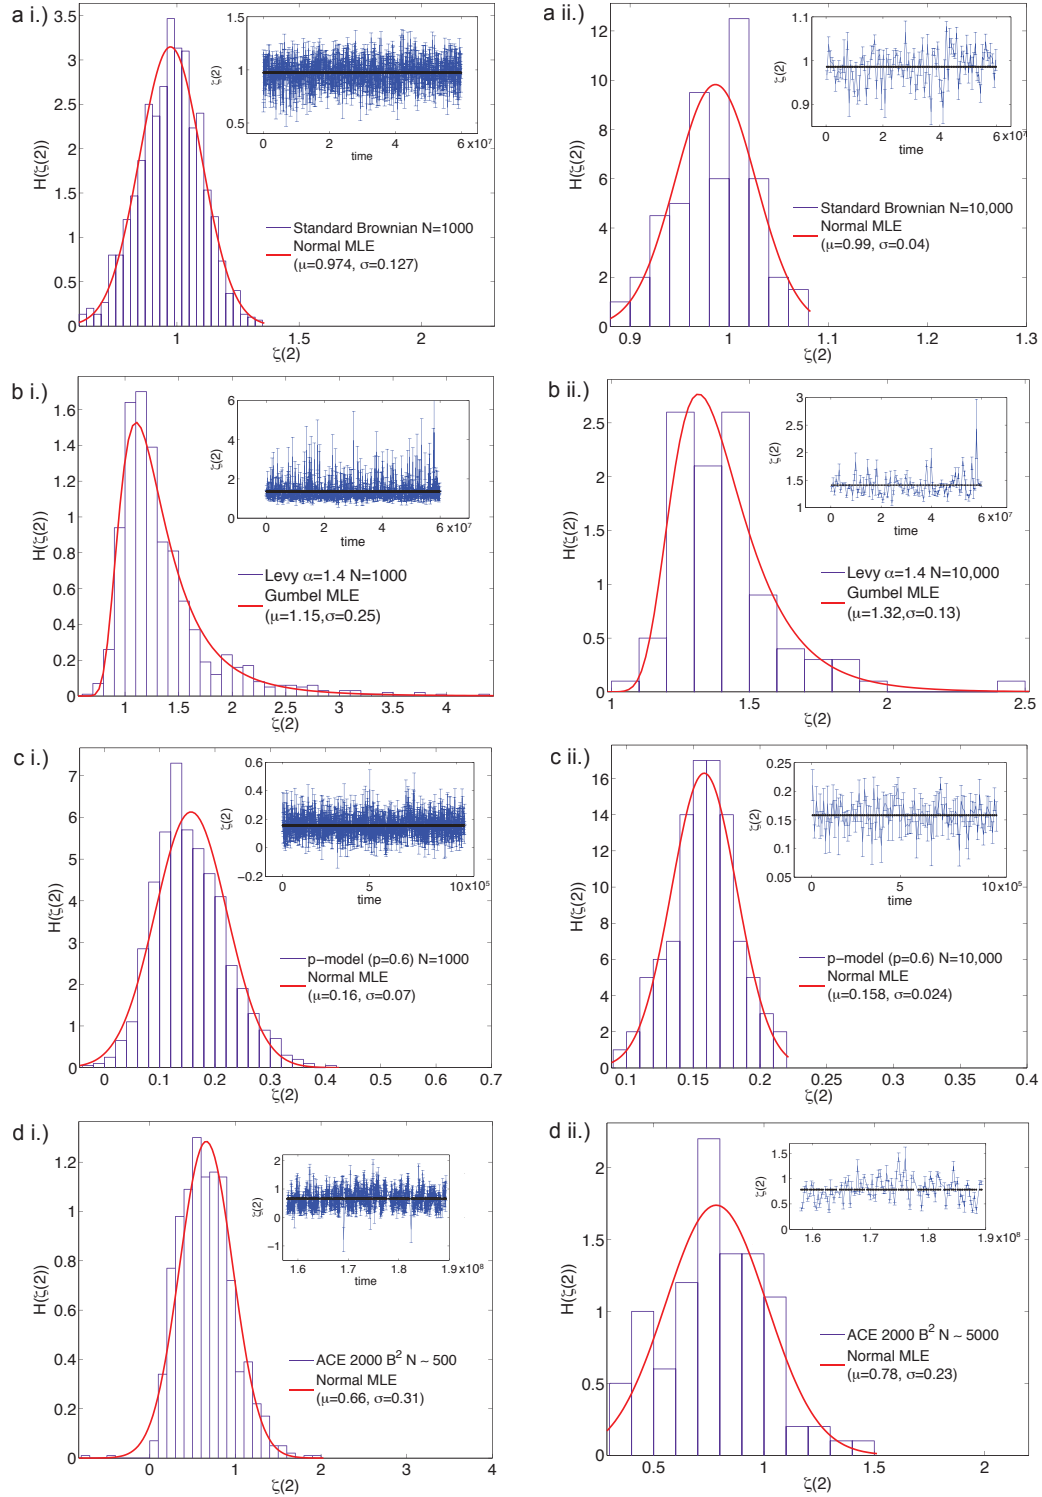 a i.)
3.5
3
2.5
2
1.5
1
0.5
0
H(ζ(2))
1
1.5
2
ζ(2)
1.5
1
0.5
ζ(2)
0
2
4
6 x10⁷
time
Standard Brownian N=1000
Normal MLE
(μ=0.974, σ=0.127)
a ii.)
12
10
8
6
4
2
0
H(ζ(2))
0.9
1
1.1
1.2
1.3
ζ(2)
1.1
1
0.9
ζ(2)
0
2
4
6 x10⁷
time
Standard Brownian N=10,000
Normal MLE
(μ=0.99, σ=0.04)
b i.)
1.6
1.4
1.2
1
0.8
0.6
0.4
0.2
0
H(ζ(2))
1
1.5
2
2.5
3
3.5
4
ζ(2)
6
4
2
0
ζ(2)
0
2
4
6 x10⁷
time
Levy α=1.4 N=1000
Gumbel MLE
(μ=1.15,σ=0.25)
b ii.)
2.5
2
1.5
1
0.5
0
H(ζ(2))
1
1.5
2
2.5
ζ(2)
3
2.5
2
1.5
1
ζ(2)
0
2
4
6 x10⁷
time
Levy α=1.4 N=10,000
Gumbel MLE
(μ=1.32,σ=0.13)
c i.)
7
6
5
4
3
2
1
0
H(ζ(2))
0
0.1
0.2
0.3
0.4
0.5
0.6
0.7
ζ(2)
0.6
0.4
0.2
0
−0.2
ζ(2)
0
5
10x10⁵
time
p−model (p=0.6) N=1000
Normal MLE
(μ=0.16, σ=0.07)
c ii.)
16
14
12
10
8
6
4
2
0
H(ζ(2))
0.1
0.15
0.2
0.25
0.3
0.35
0.4
ζ(2)
0.25
0.2
0.15
0.1
0.05
ζ(2)
0
5
10x10⁵
time
p−model (p=0.6) N=10,000
Normal MLE
(μ=0.158, σ=0.024)
d i.)
1.2
1
0.8
0.6
0.4
0.2
0
H(ζ(2))
0
1
2
3
4
ζ(2)
2
1
0
−1
ζ(2)
1.6
1.7
1.8
1.9 x10⁸
time
ACE 2000 B² N ~ 500
Normal MLE
(μ=0.66, σ=0.31)
d ii.)
2
1.5
1
0.5
0
H(ζ(2))
0.5
1
1.5
2
ζ(2)
1.5
1
0.5
0
ζ(2)
1.6
1.7
1.8
1.9 x10⁸
time
ACE 2000 B² N ~ 5000
Normal MLE
(μ=0.78, σ=0.23)